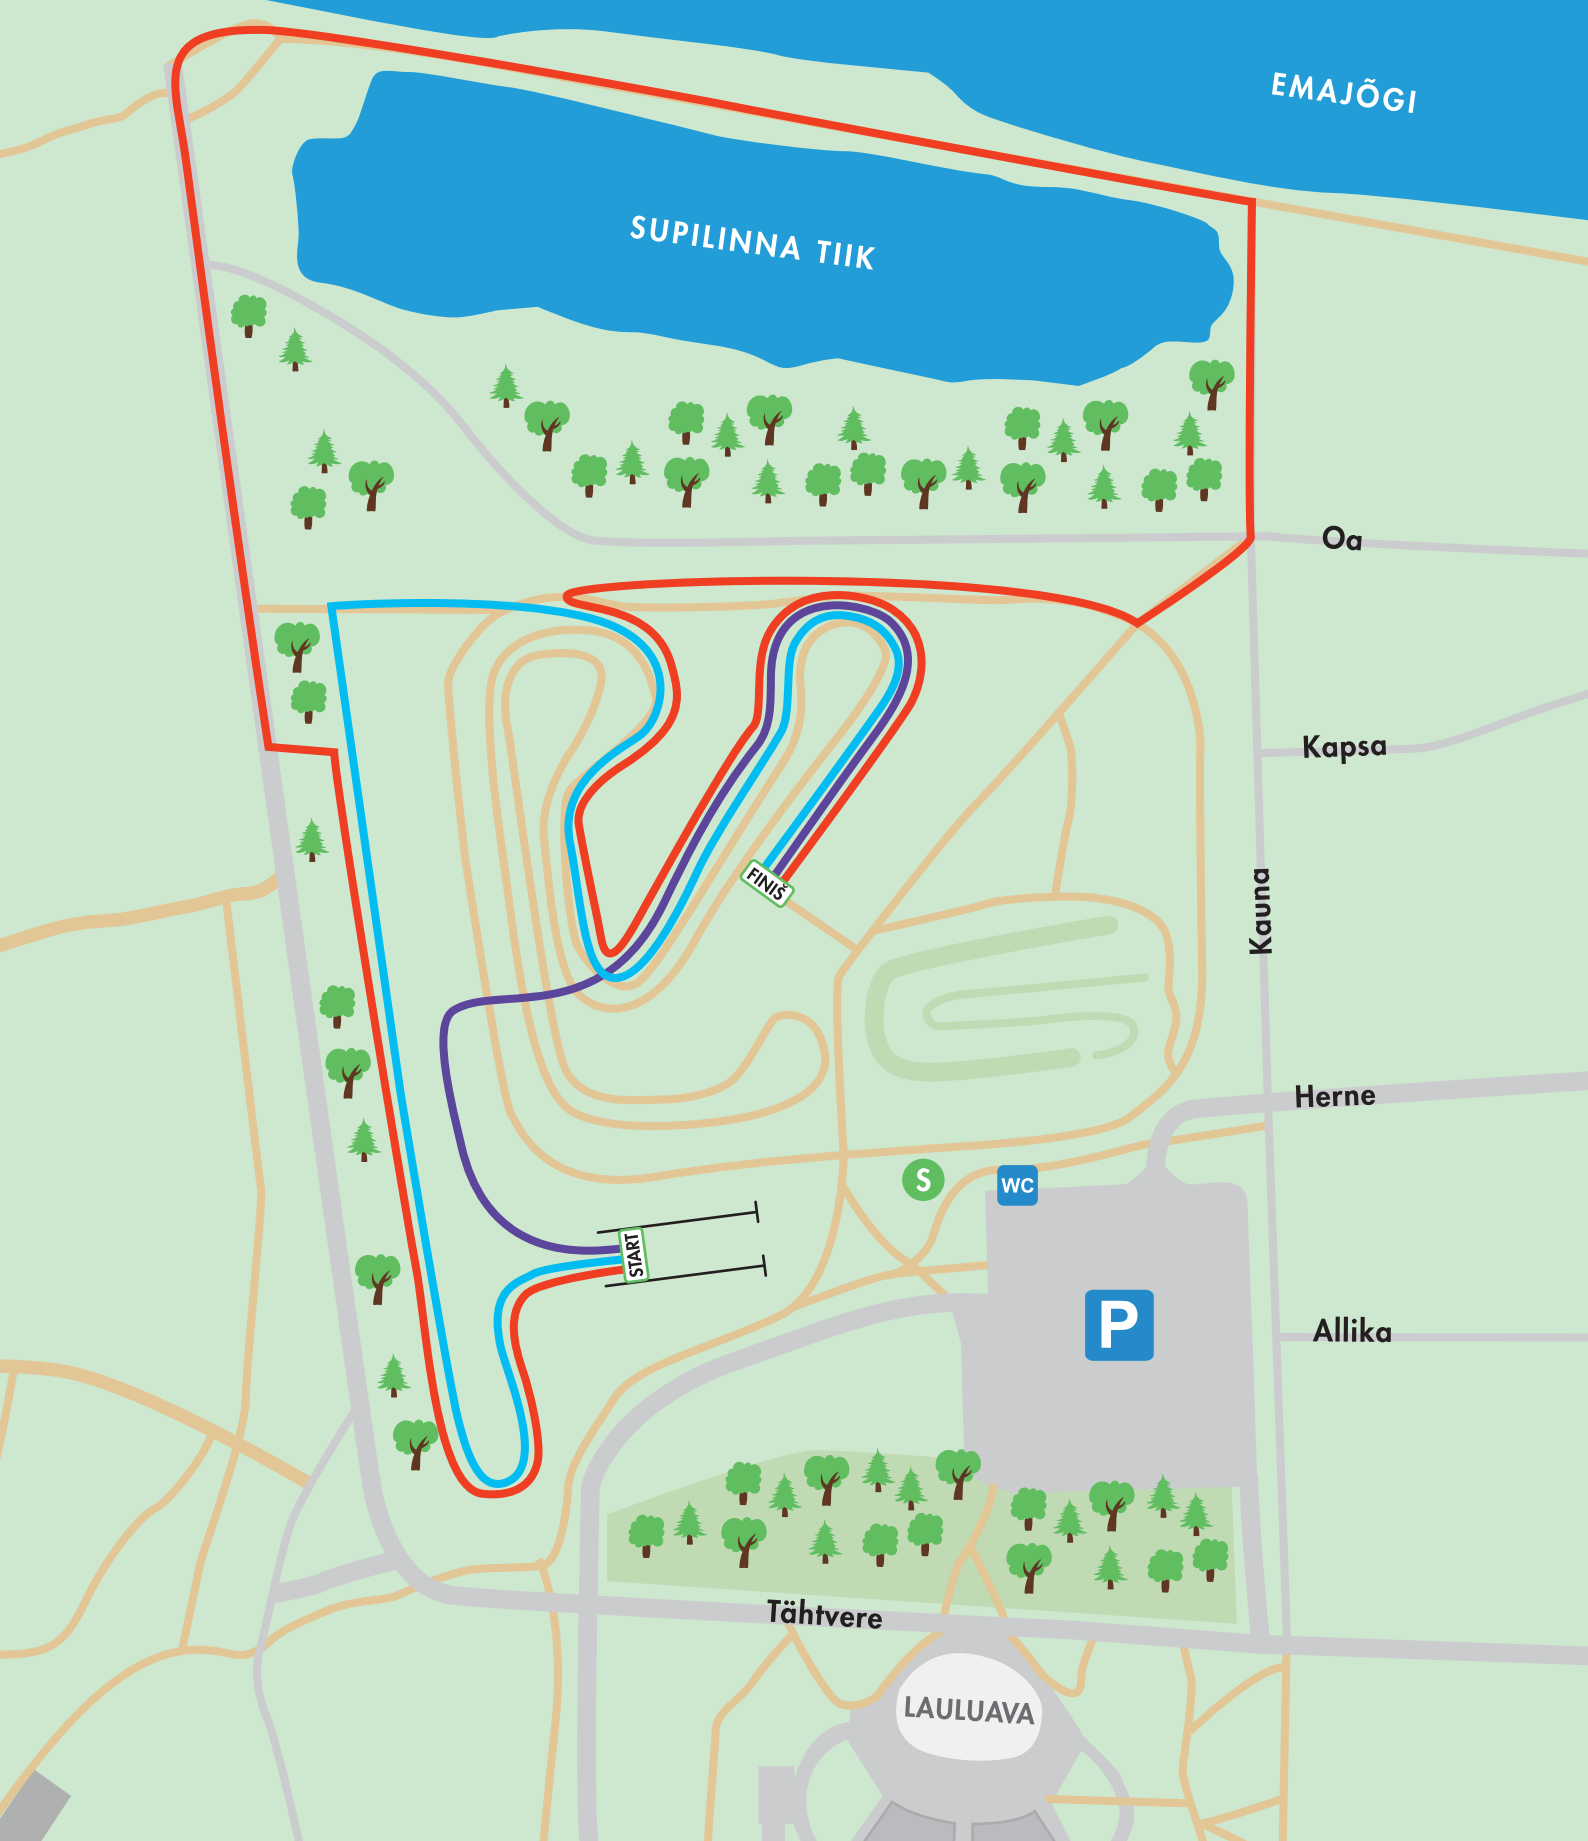 EMAJÕGI
SUPILINNA TIIK
Oa
Kapsa
FINIŠ
Kauna
Herne
S
WC
START
P
Allika
Tähtvere
LAULUAVA